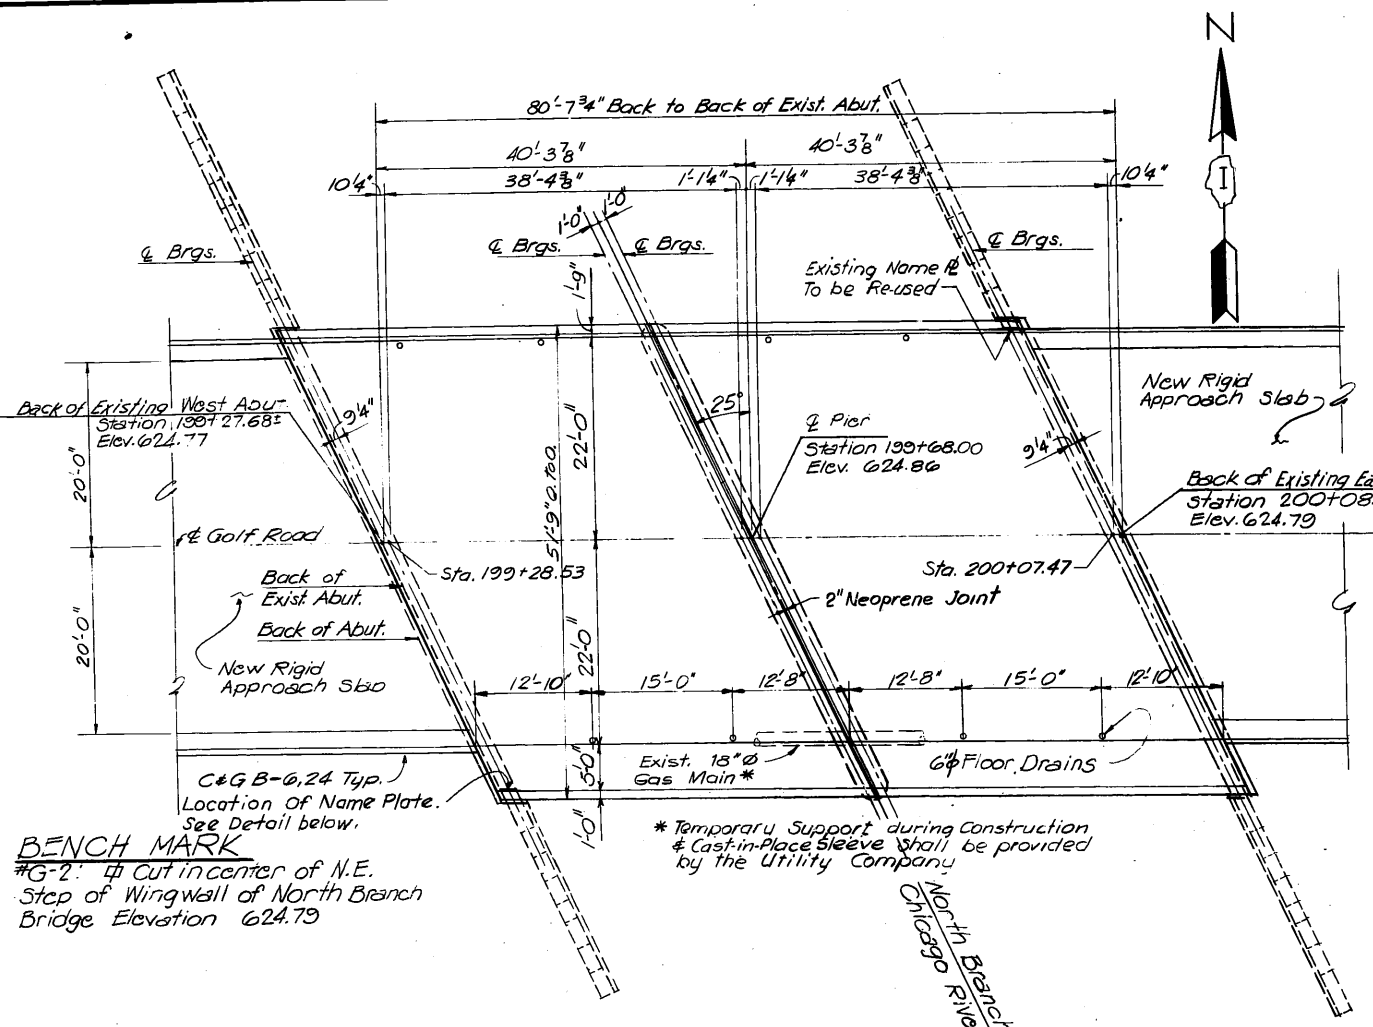 N
I
80'-7¾" Back to Back of Exist. Abut.
40'-3⅞"
40'-3⅞"
10¼"
38'-4⅜"
1'-1¼"
1'-1¼"
38'-4⅜"
10¼"
1'-0"
1'-0"
℄ Brgs.
℄ Brgs.
℄ Brgs.
℄ Brgs.
1'-9"
Existing Name ℙ
To be Re-used
New Rigid
Approach Slab
Back of Existing West Abut
Station 199+27.68±
Elev. 624.77
9¼"
25°
℄ Pier
Station 199+68.00
Elev. 624.86
9¼"
Back of Existing
Station 200+08
Elev. 624.79
20'-0"
22'-0"
51'-9" o. to o.
℄ Golf Road
Sta. 199+28.53
Sta. 200+07.47
Back of
Exist. Abut.
2" Neoprene Joint
Back of Abut.
20'-0"
22'-0"
New Rigid
Approach Slab
12'-10"
15'-0"
12'-8"
12'-8"
15'-0"
12'-10"
5'-0"
1'-0"
Exist. 18"Ø
Gas Main *
6"ϕ Floor Drains
C&G B-6,24 Typ.
Location Of Name Plate.
See Detail below.
* Temporary Support during Construction
& Cast-in-Place Sleeve shall be provided
by the Utility Company
BENCH MARK
#G-2: Cut in center of N.E.
Step of Wingwall of North Branch
Bridge Elevation 624.79
North Branch
Chicago River